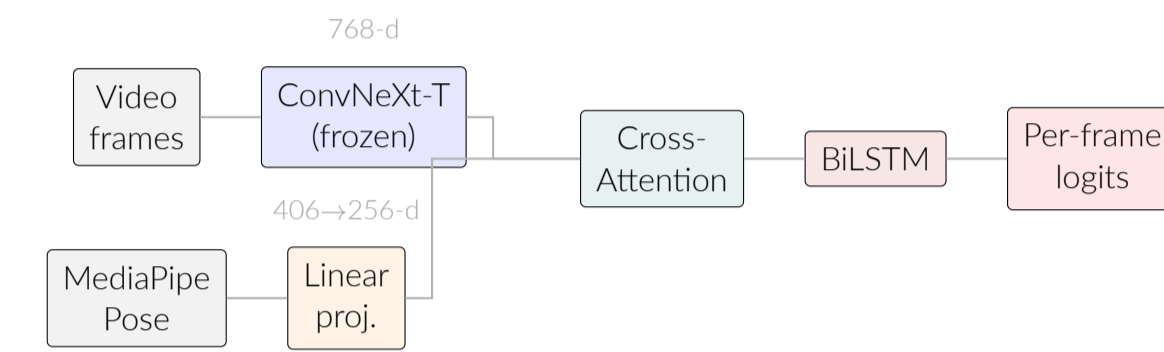 768-d
Video
frames
ConvNeXt-T
(frozen)
Cross-
Attention
BiLSTM
Per-frame
logits
406→256-d
MediaPipe
Pose
Linear
proj.